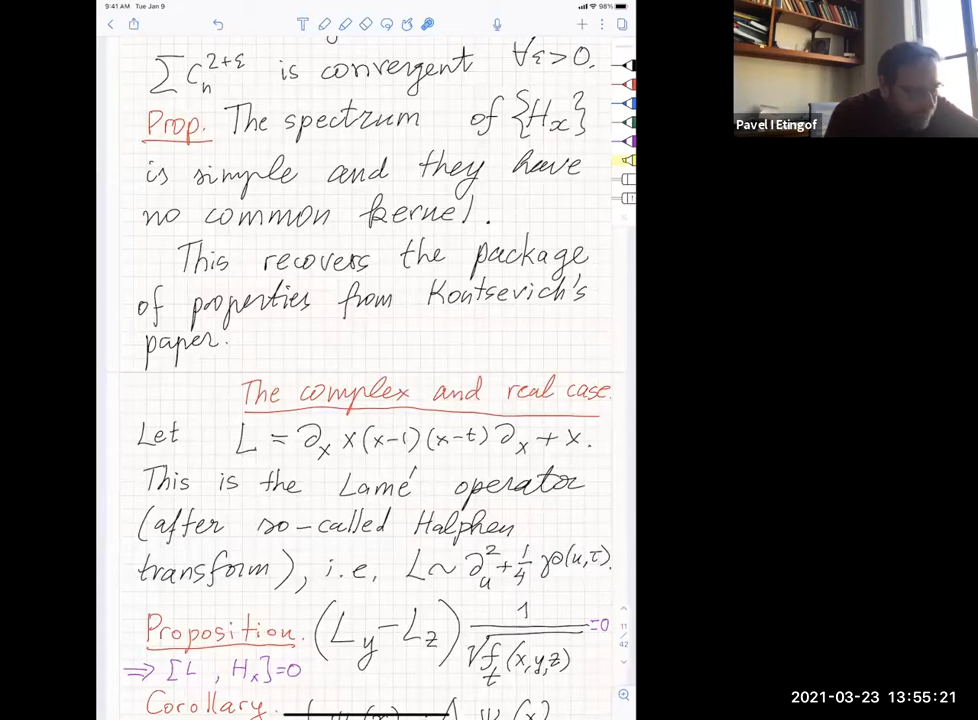 9:41 AM Tue Jan 9
98%
∑ C_n^{2+ε} is convergent ∀ε>0.
Prop. The spectrum of {H_x}
is simple and they have
no common kernel.
This recovers the package
of properties from Kontsevich's
paper.
The complex and real case.
Let L = ∂_x x(x-1)(x-t)∂_x + x.
This is the Lamé operator
(after so-called Halphen
transform), i.e. L ~ ∂_u^2 + 1/4 ℘(u,τ).
Proposition. (L_y - L_z) 1/√f_t(x,y,z) =0
⇒ [L , H_x]=0
Corollary.
11
/
42
Pavel I Etingof
2021-03-23 13:55:21